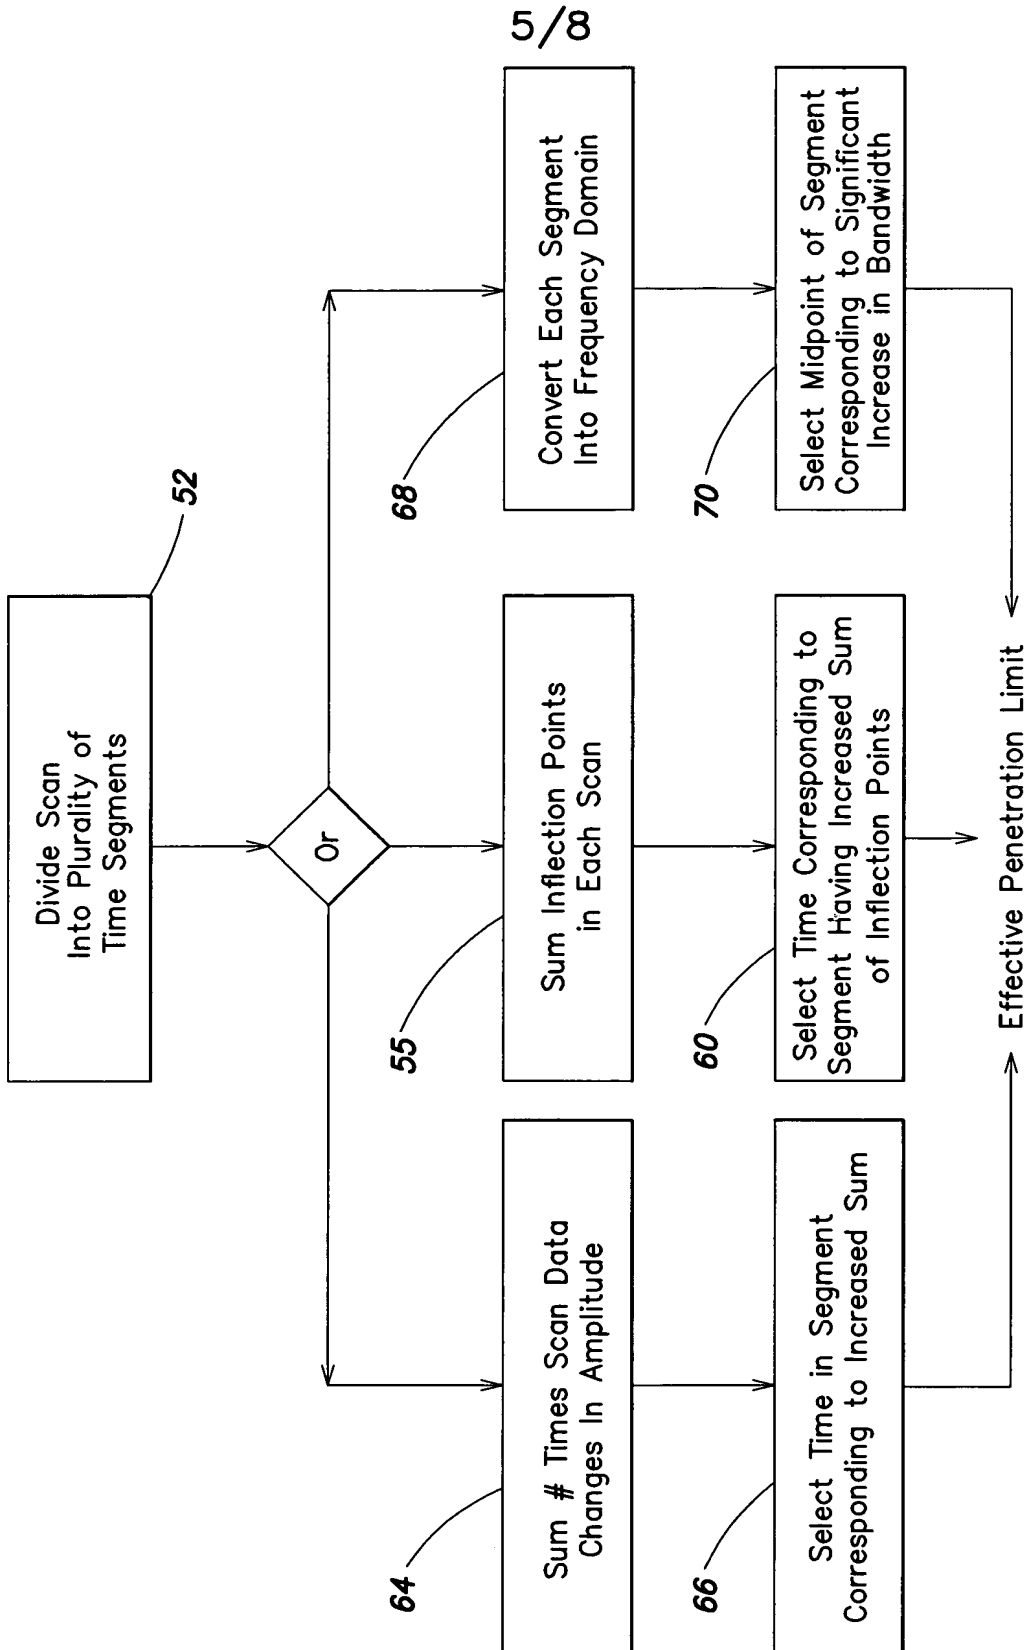 5/8
Divide Scan
Into Plurality of
Time Segments
52
Or
64
Sum # Times Scan Data
Changes In Amplitude
55
Sum Inflection Points
in Each Scan
68
Convert Each Segment
Into Frequency Domain
66
Select Time in Segment
Corresponding to Increased Sum
60
Select Time Corresponding to
Segment Having Increased Sum
of Inflection Points
70
Select Midpoint of Segment
Corresponding to Significant
Increase in Bandwidth
Effective Penetration Limit